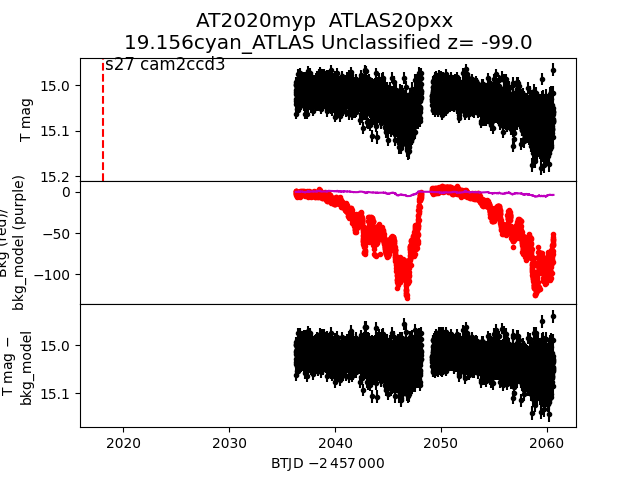 AT2020myp ATLAS20pxx
19.156cyan_ATLAS Unclassified z= -99.0
s27 cam2ccd3
T mag
15.0
15.1
15.2
Bkg (red)/
bkg_model (purple)
0
−50
−100
T mag −
bkg_model
15.0
15.1
2020 2030 2040 2050 2060
BTJD −2 457 000